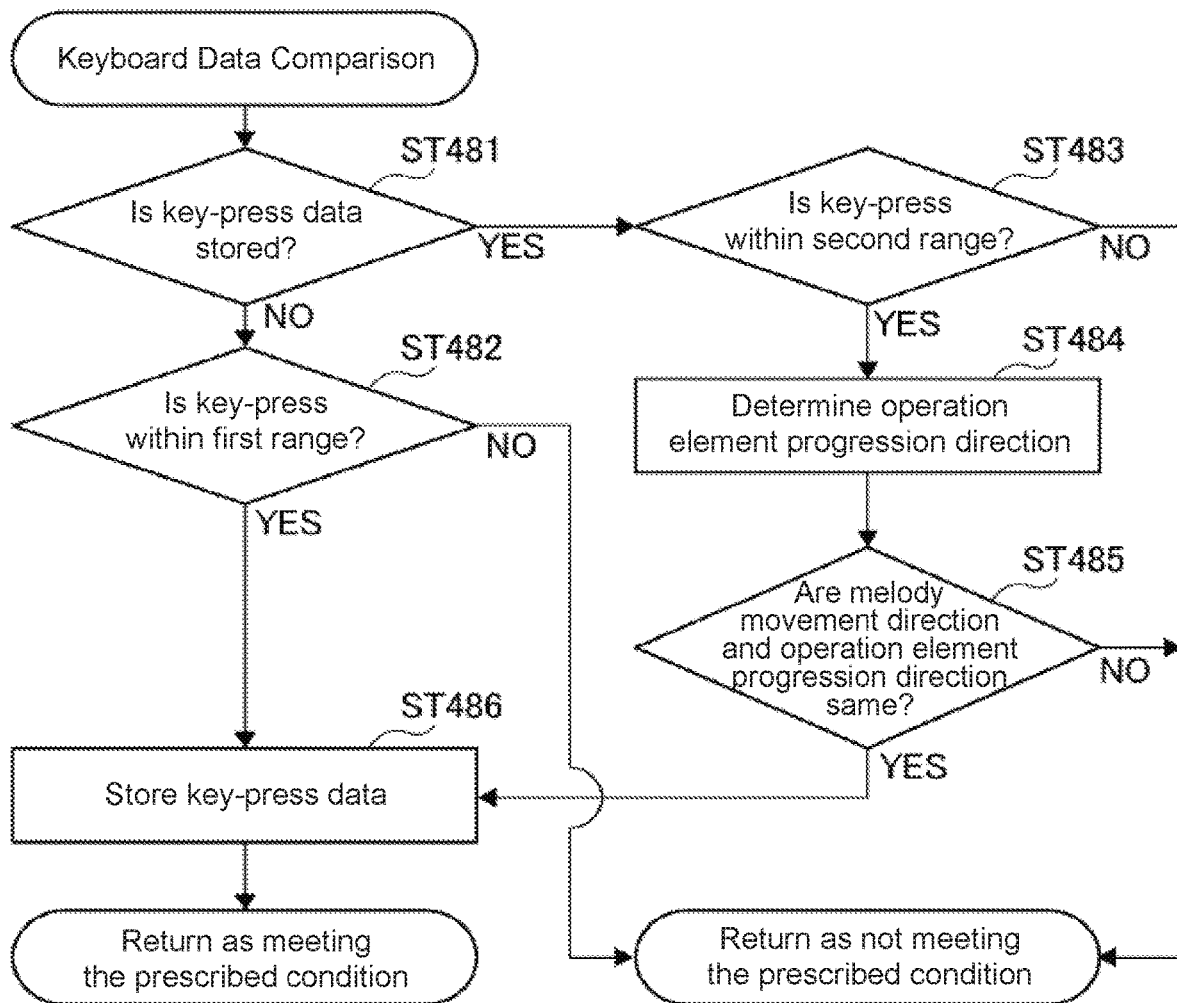 Keyboard Data Comparison
ST481
Is key-press data
stored?
YES
NO
ST482
Is key-press
within first range?
NO
YES
ST483
Is key-press
within second range?
NO
YES
ST484
Determine operation
element progression direction
ST485
Are melody
movement direction
and operation element
progression direction
same?
NO
YES
ST486
Store key-press data
Return as meeting
the prescribed condition
Return as not meeting
the prescribed condition